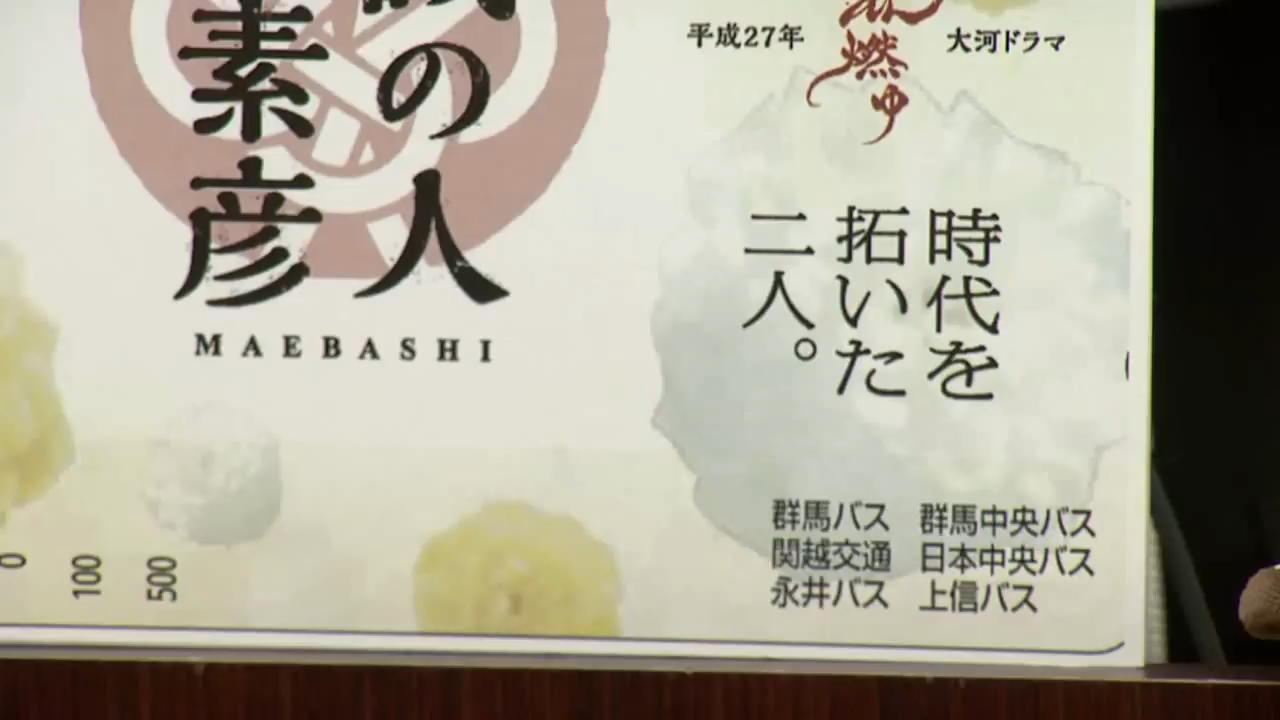 の人
素彦
MAEBASHI
0
100
500
平成27年
燃ゆ
大河ドラマ
時代を
拓いた
二人。
群馬バス 群馬中央バス
関越交通 日本中央バス
永井バス 上信バス